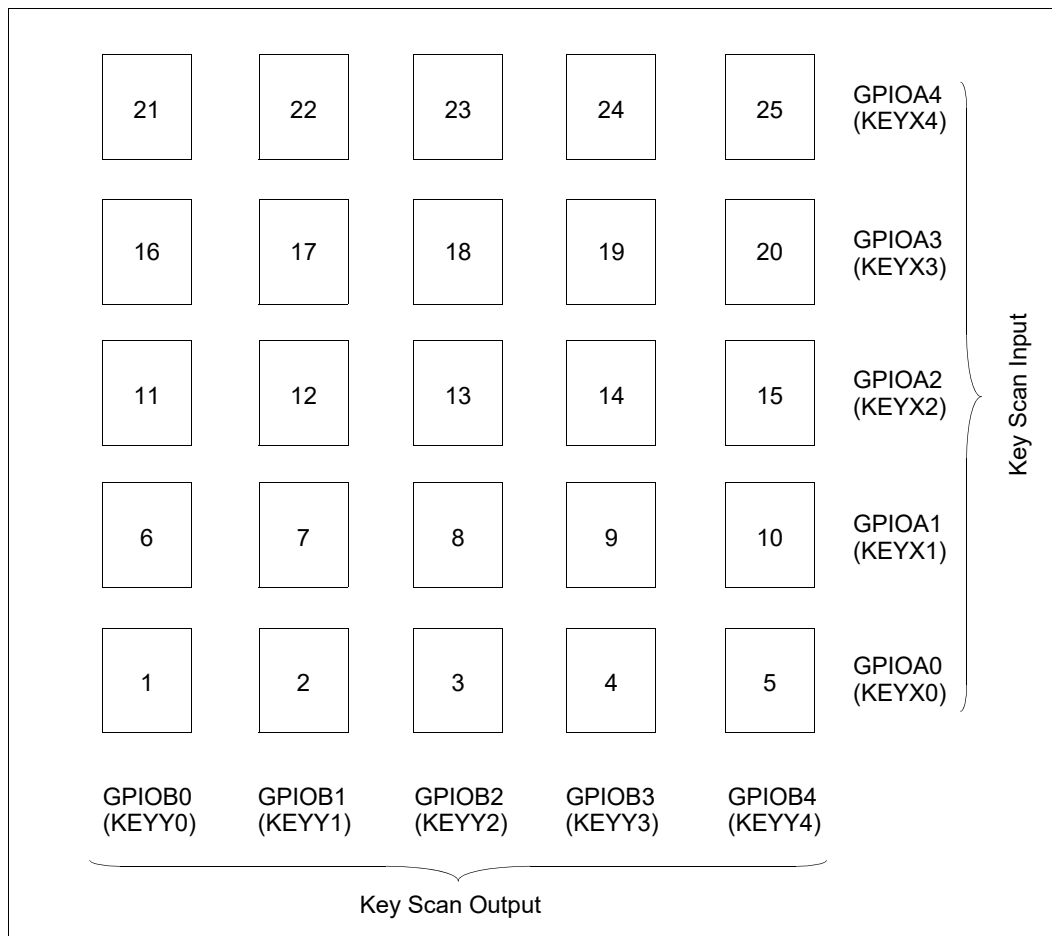 21 22 23 24 25 GPIOA4
(KEYX4)
16 17 18 19 20 GPIOA3
(KEYX3)
11 12 13 14 15 GPIOA2
(KEYX2)
6 7 8 9 10 GPIOA1
(KEYX1)
1 2 3 4 5 GPIOA0
(KEYX0)
Key Scan Input
GPIOB0 GPIOB1 GPIOB2 GPIOB3 GPIOB4
(KEYY0) (KEYY1) (KEYY2) (KEYY3) (KEYY4)
Key Scan Output